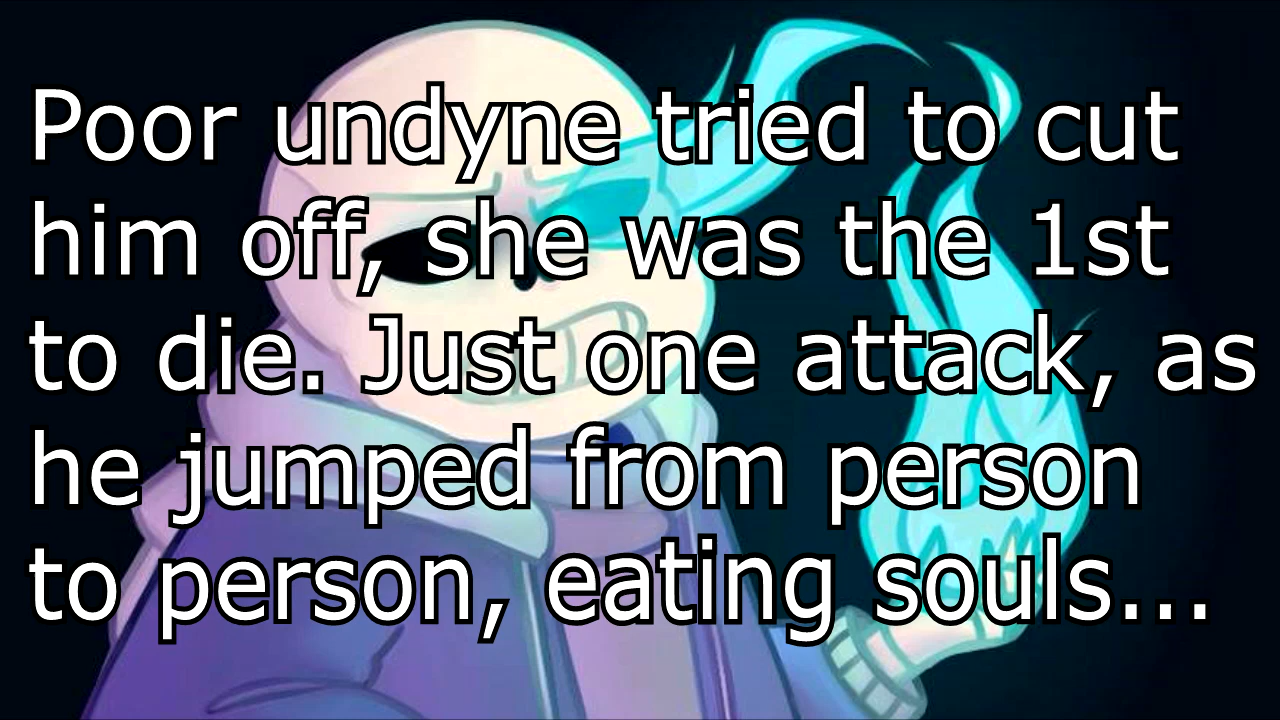 Poor undyne tried to cut
him off, she was the 1st
to die. Just one attack, as
he jumped from person
to person, eating souls...